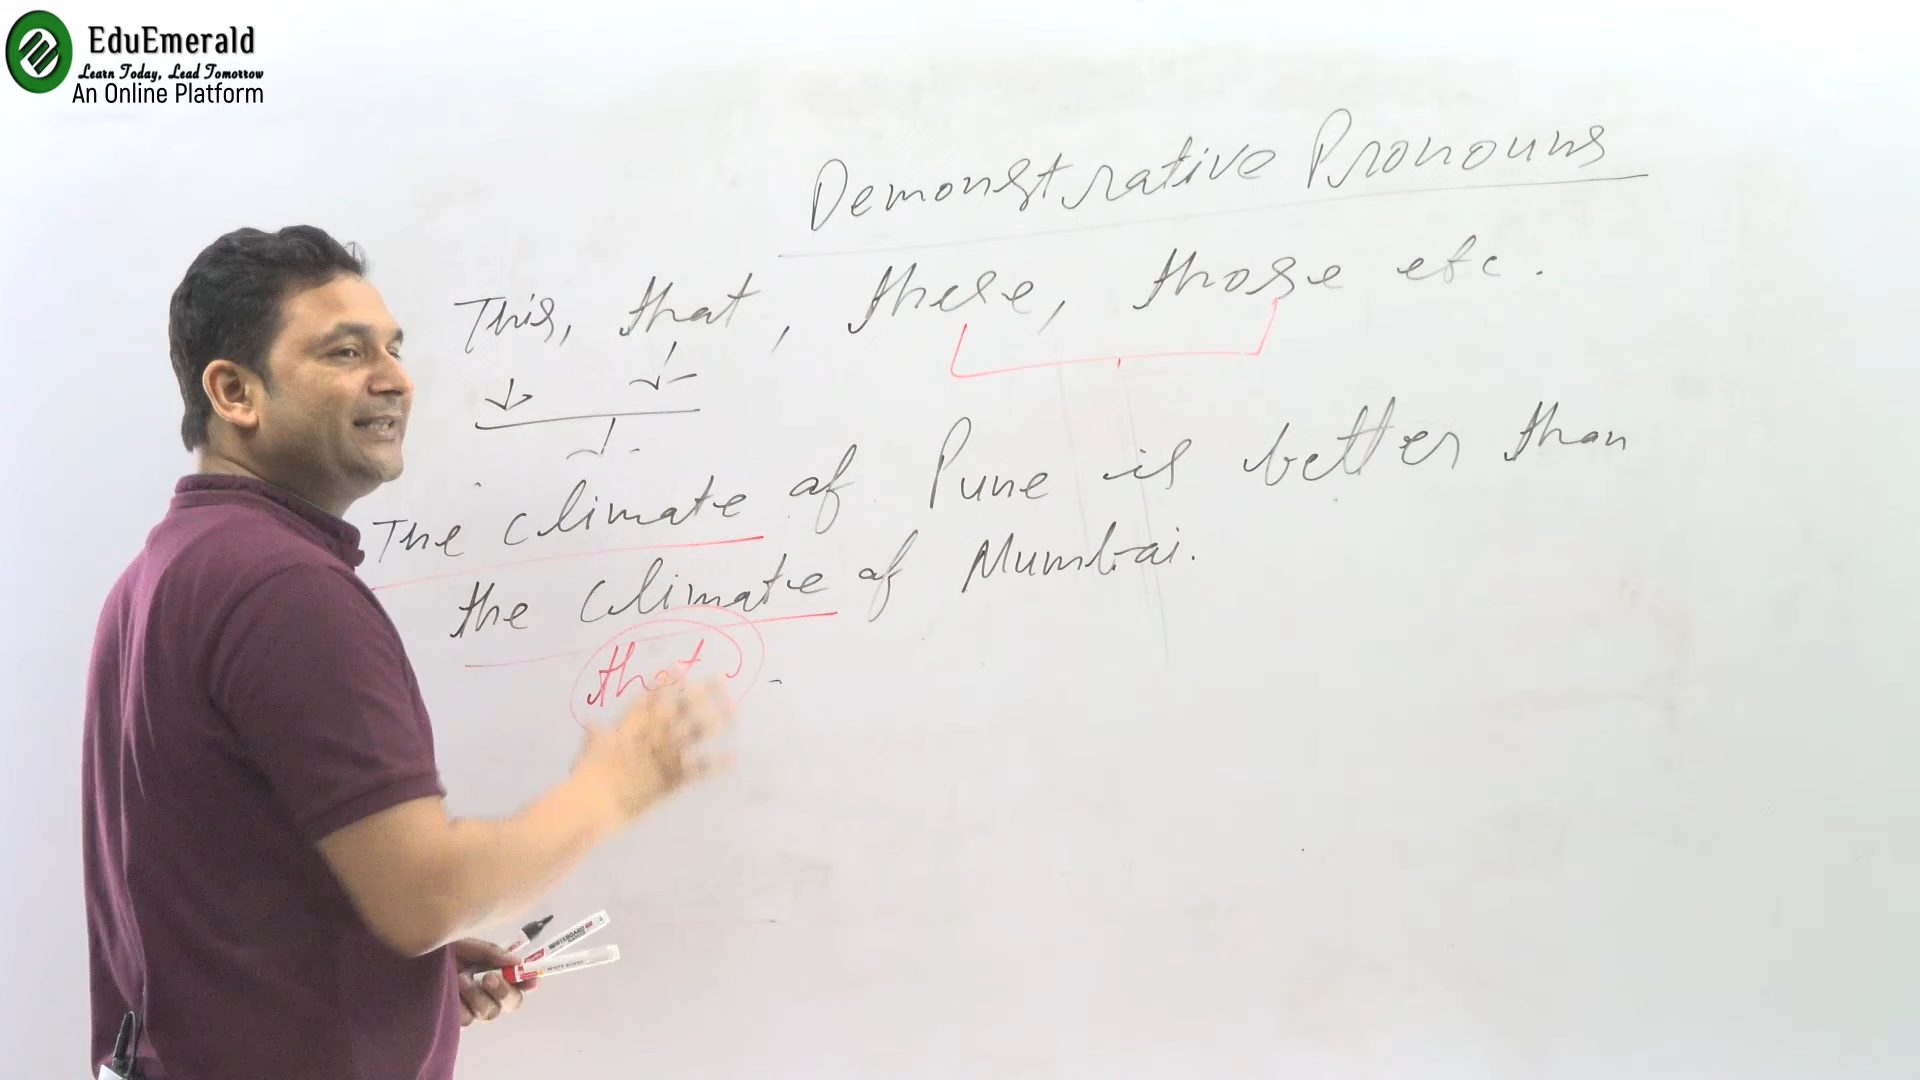 EduEmerald
Learn Today, Lead Tomorrow
An Online Platform
Demonstrative Pronouns
This, that, these, those etc.
The climate of Pune is better than
the climate of Mumbai.
that